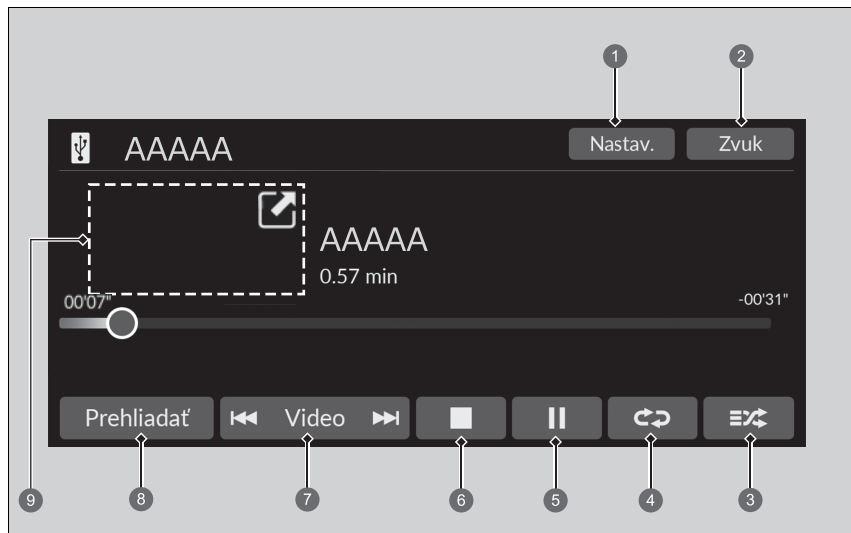 1 2
AAAAA Nastav. Zvuk
AAAAA
9
0.57 min
00'07" -00'31"
Prehliadať Video
8 7 6 5 4 3